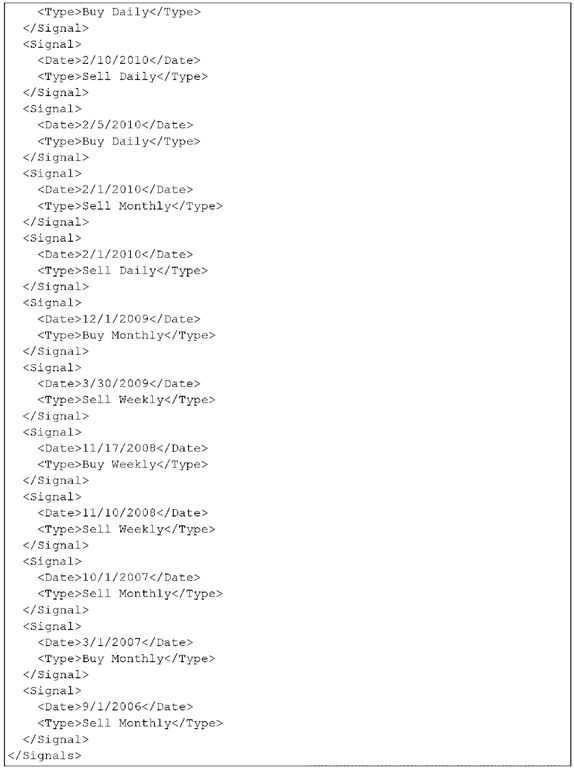 <Type>Buy Daily</Type>
</Signal>
<Signal>
<Date>2/10/2010</Date>
<Type>Sell Daily</Type>
</Signal>
<Signal>
<Date>2/5/2010</Date>
<Type>Buy Daily</Type>
</Signal>
<Signal>
<Date>2/1/2010</Date>
<Type>Sell Monthly</Type>
</Signal>
<Signal>
<Date>2/1/2010</Date>
<Type>Sell Daily</Type>
</Signal>
<Signal>
<Date>12/1/2009</Date>
<Type>Buy Monthly</Type>
</Signal>
<Signal>
<Date>3/30/2009</Date>
<Type>Sell Weekly</Type>
</Signal>
<Signal>
<Date>11/17/2008</Date>
<Type>Buy Weekly</Type>
</Signal>
<Signal>
<Date>11/10/2008</Date>
<Type>Sell Weekly</Type>
</Signal>
<Signal>
<Date>10/1/2007</Date>
<Type>Sell Monthly</Type>
</Signal>
<Signal>
<Date>3/1/2007</Date>
<Type>Buy Monthly</Type>
</Signal>
<Signal>
<Date>9/1/2006</Date>
<Type>Sell Monthly</Type>
</Signal>
</Signals>